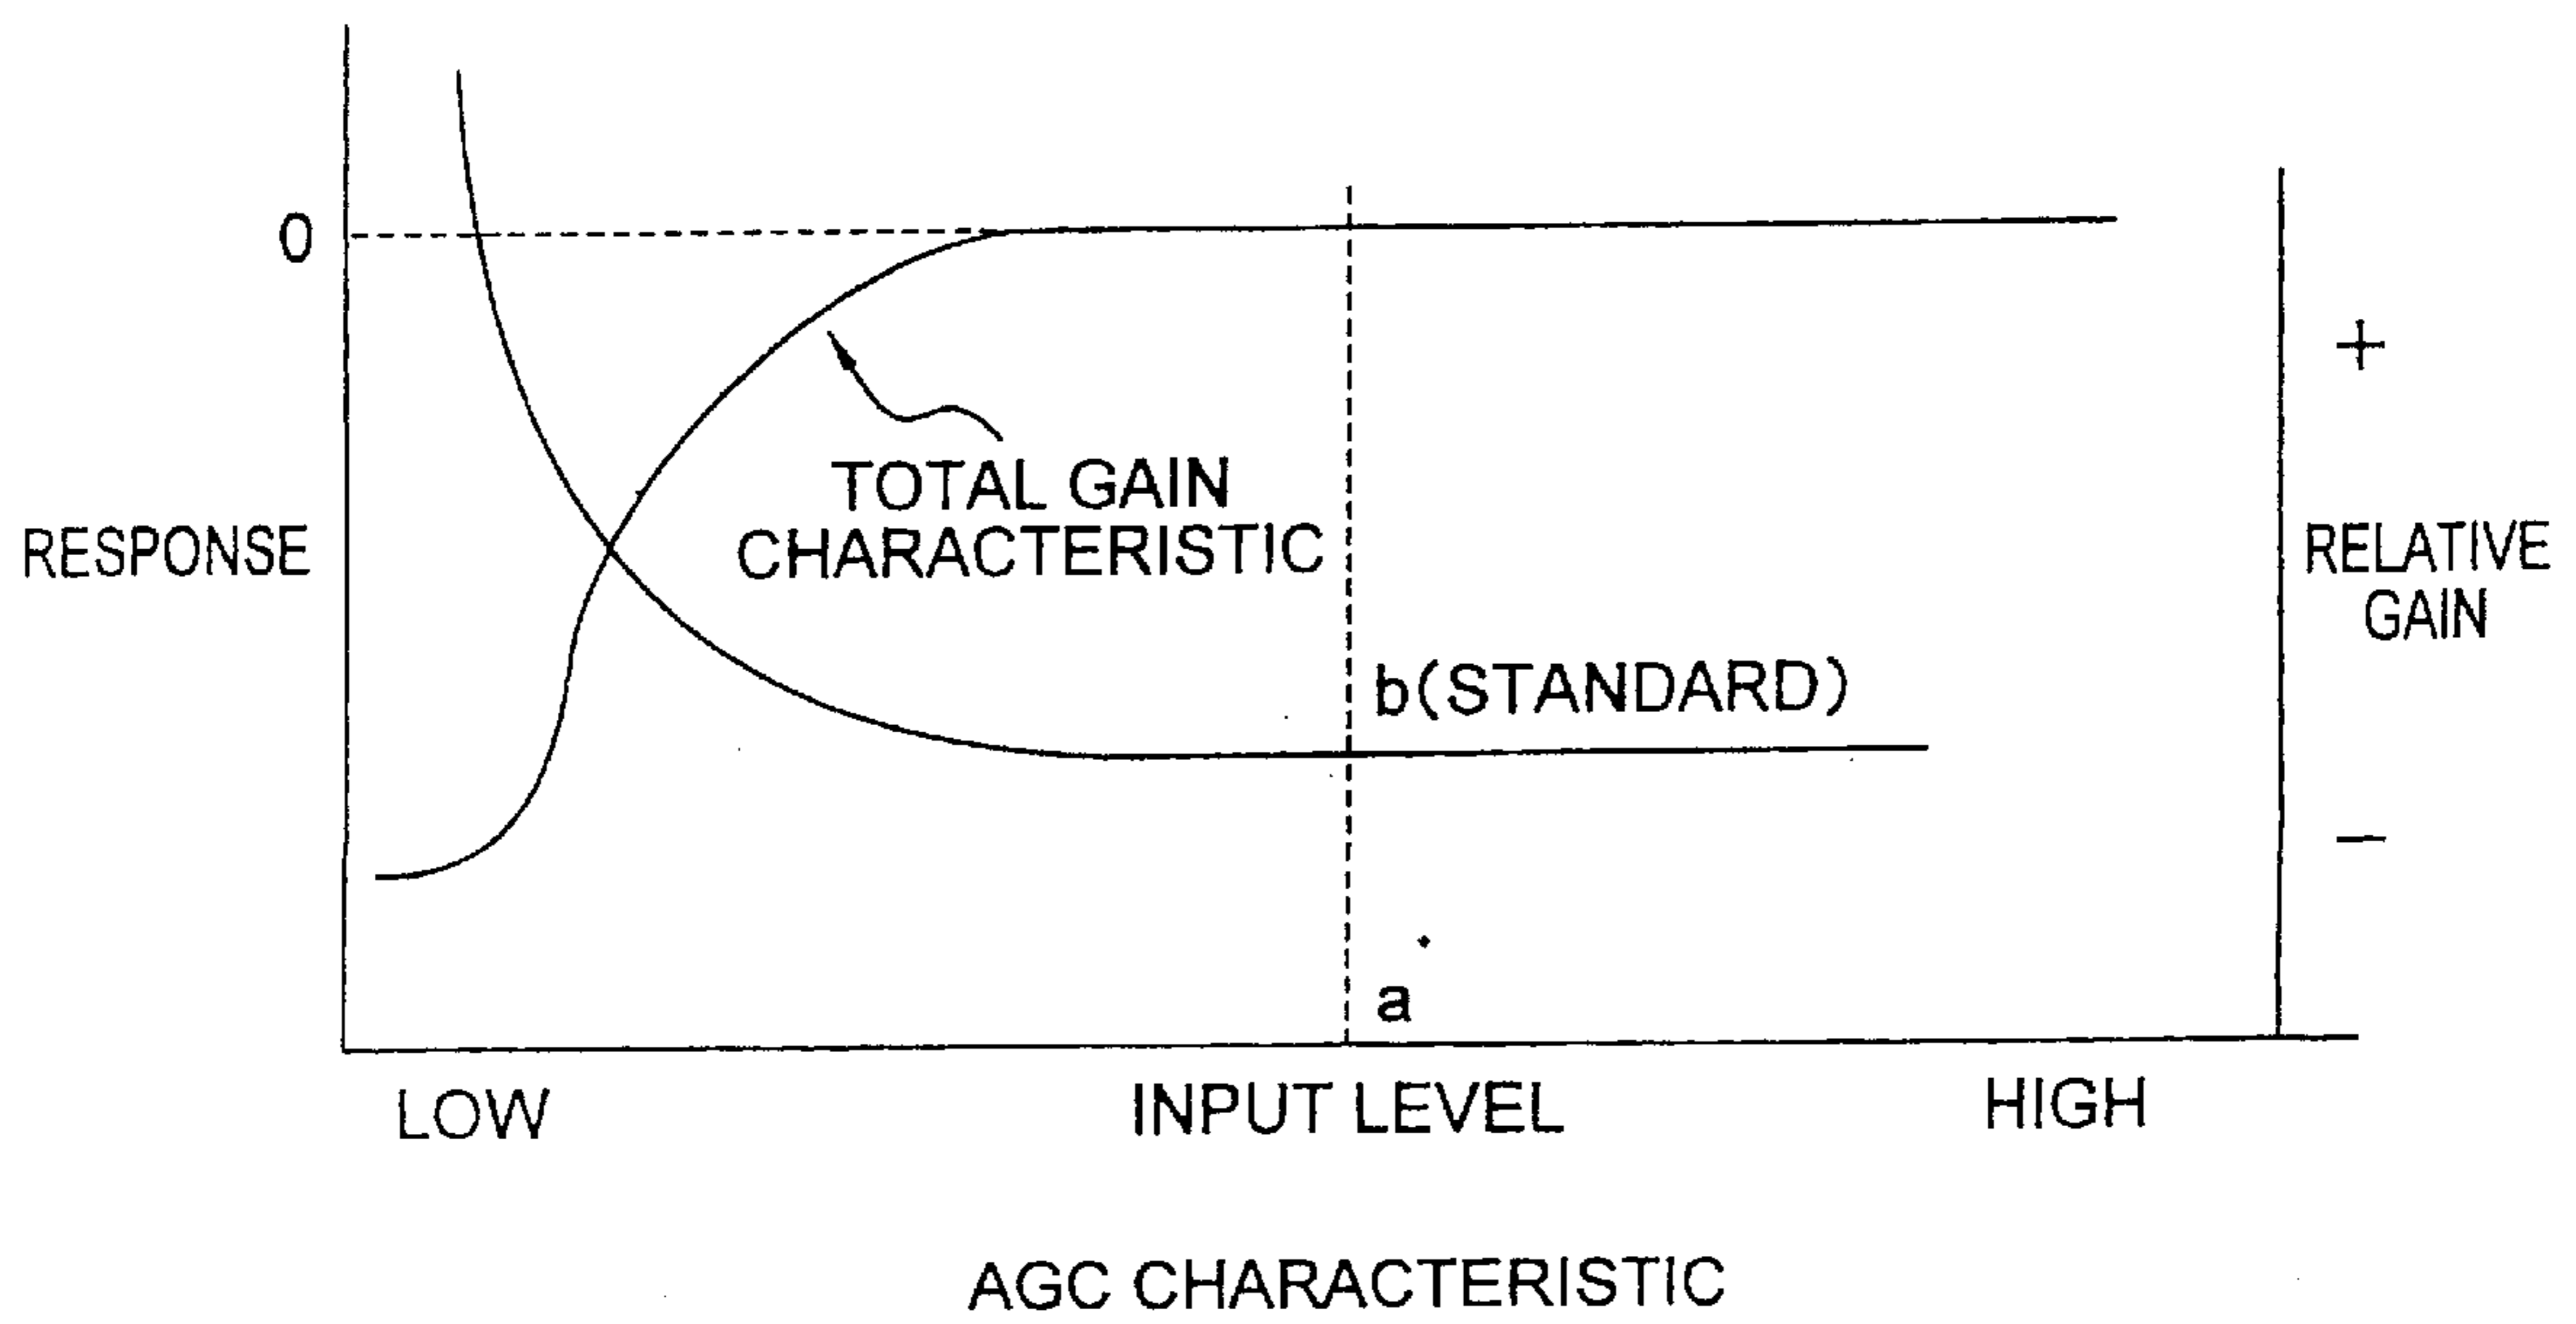 0
+
TOTAL GAIN
CHARACTERISTIC
RESPONSE
RELATIVE
GAIN
b(STANDARD)
−
a
LOW
INPUT LEVEL
HIGH
AGC CHARACTERISTIC